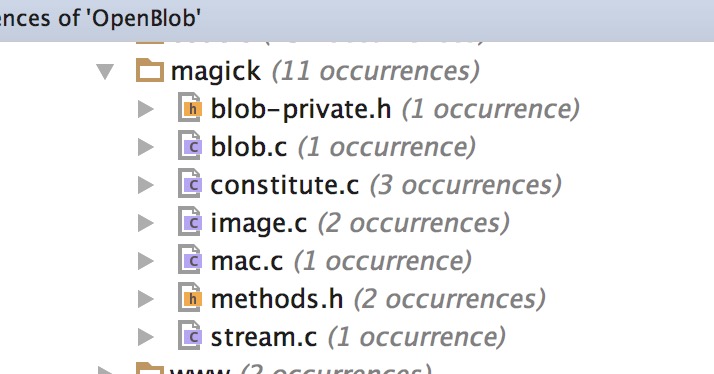 ences of 'OpenBlob'
magick (11 occurrences)
h blob-private.h (1 occurrence)
C blob.c (1 occurrence)
C constitute.c (3 occurrences)
C image.c (2 occurrences)
C mac.c (1 occurrence)
h methods.h (2 occurrences)
C stream.c (1 occurrence)
www (2 occurrences)